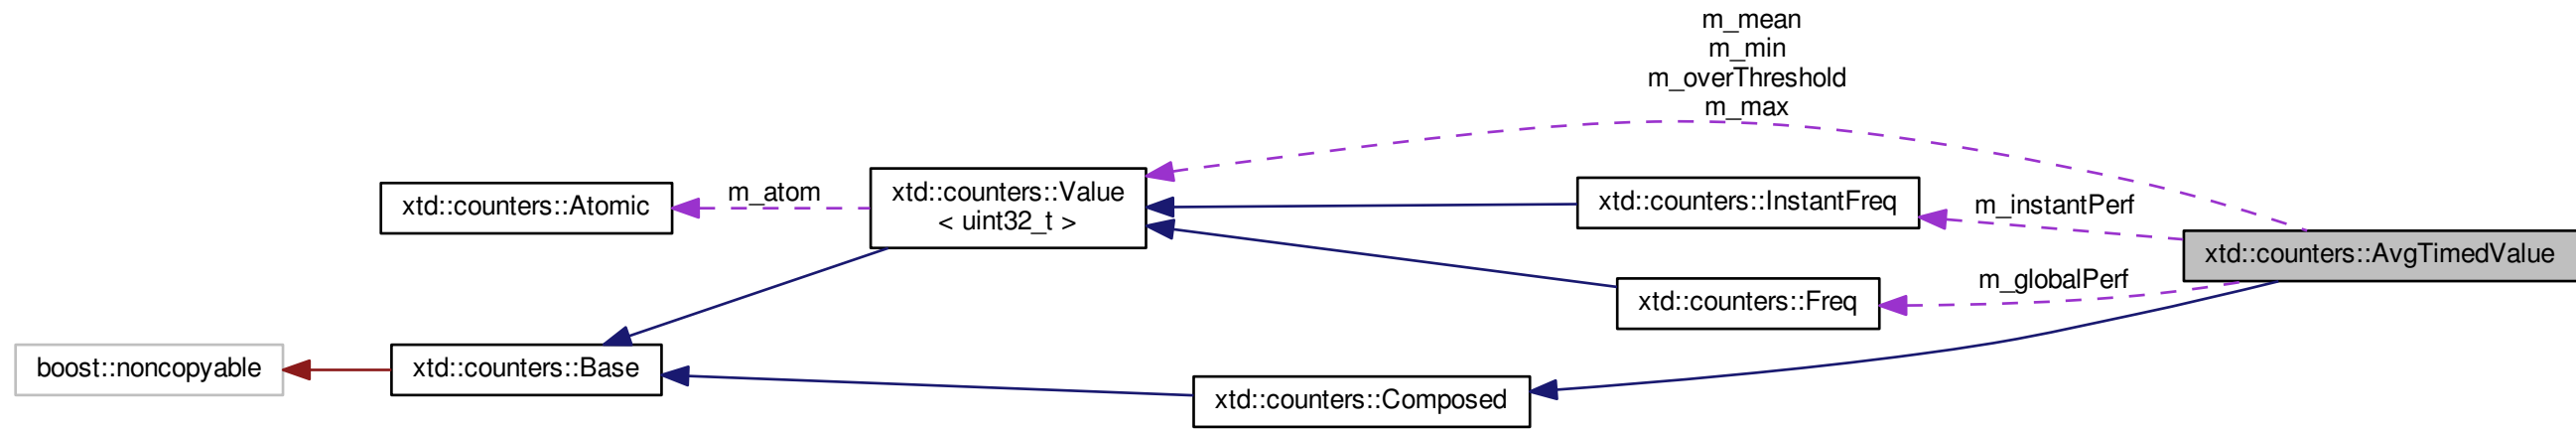 m_mean
m_min
m_overThreshold
m_max
xtd::counters::Atomic
m_atom
xtd::counters::Value
< uint32_t >
xtd::counters::InstantFreq
m_instantPerf
xtd::counters::AvgTimedValue
xtd::counters::Freq
m_globalPerf
boost::noncopyable
xtd::counters::Base
xtd::counters::Composed